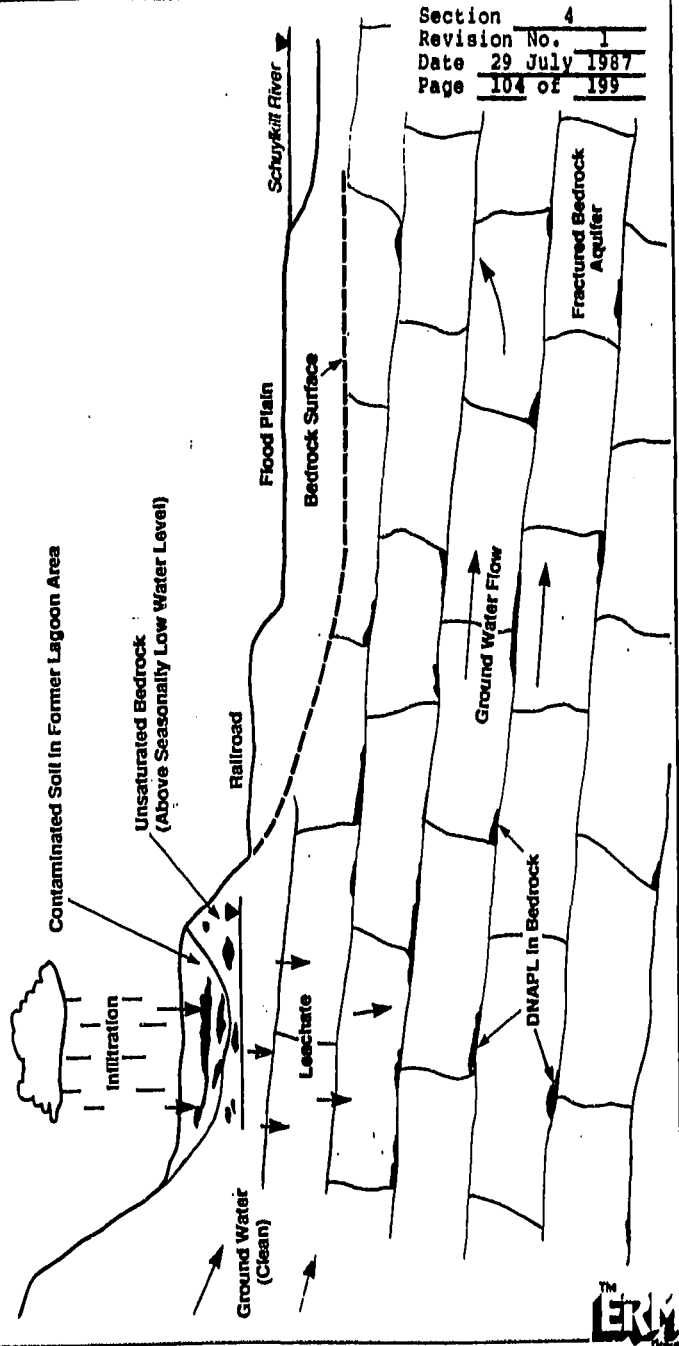 Section 4
Revision No. 1
Date 29 July 1987
Page 104 of 199
Contaminated Soil in Former Lagoon Area
Unsaturated Bedrock
(Above Seasonally Low Water Level)
Infiltration
Railroad
Flood Plain
Schuylkill River
Bedrock Surface
Leachate
Ground Water
(Clean)
Ground Water Flow
DNAPL in Bedrock
Fractured Bedrock
Aquifer
TM
ERM